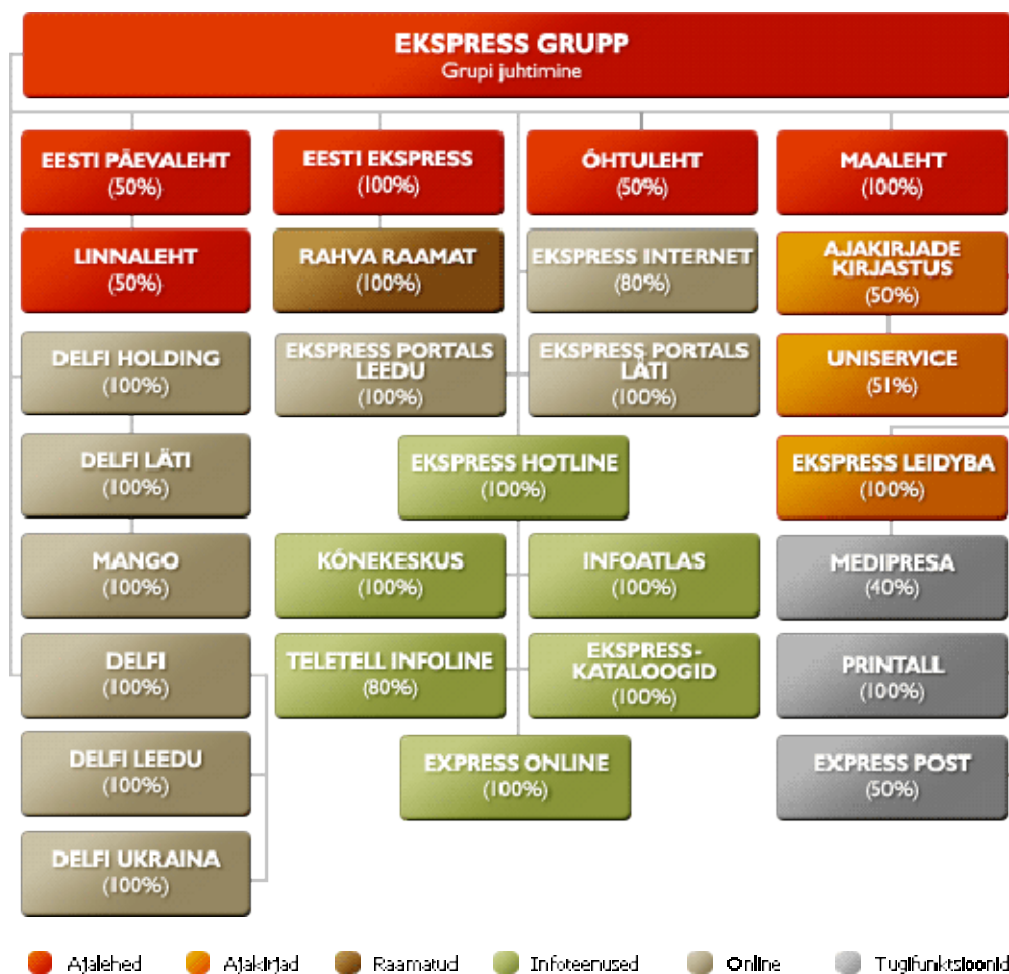 EKSPRESS GRUPP
Grupi juhtimine
EESTI PÄEVALEHT
(50%)
EESTI EKSPRESS
(100%)
ÕHTULEHT
(50%)
MAALEHT
(100%)
LINNALEHT
(50%)
RAHVA RAAMAT
(100%)
EKSPRESS INTERNET
(80%)
AJAKIRJADE
KIRJASTUS
(50%)
DELFI HOLDING
(100%)
EKSPRESS PORTALS
LEEDU
(100%)
EKSPRESS PORTALS
LÄTI
(100%)
UNISERVICE
(51%)
DELFI LÄTI
(100%)
EKSPRESS HOTLINE
(100%)
EKSPRESS LEIDYBA
(100%)
MANGO
(100%)
KÕNEKESKUS
(100%)
INFOATLAS
(100%)
MEDIPRESA
(40%)
DELFI
(100%)
TELETELL INFOLINE
(80%)
EKSPRESS-
KATALOOGID
(100%)
PRINTALL
(100%)
DELFI LEEDU
(100%)
EXPRESS ONLINE
(100%)
EXPRESS POST
(50%)
DELFI UKRAINA
(100%)
Ajalehed
Ajakirjad
Raamatud
Infoteenused
Online
Tugifunktsioonid